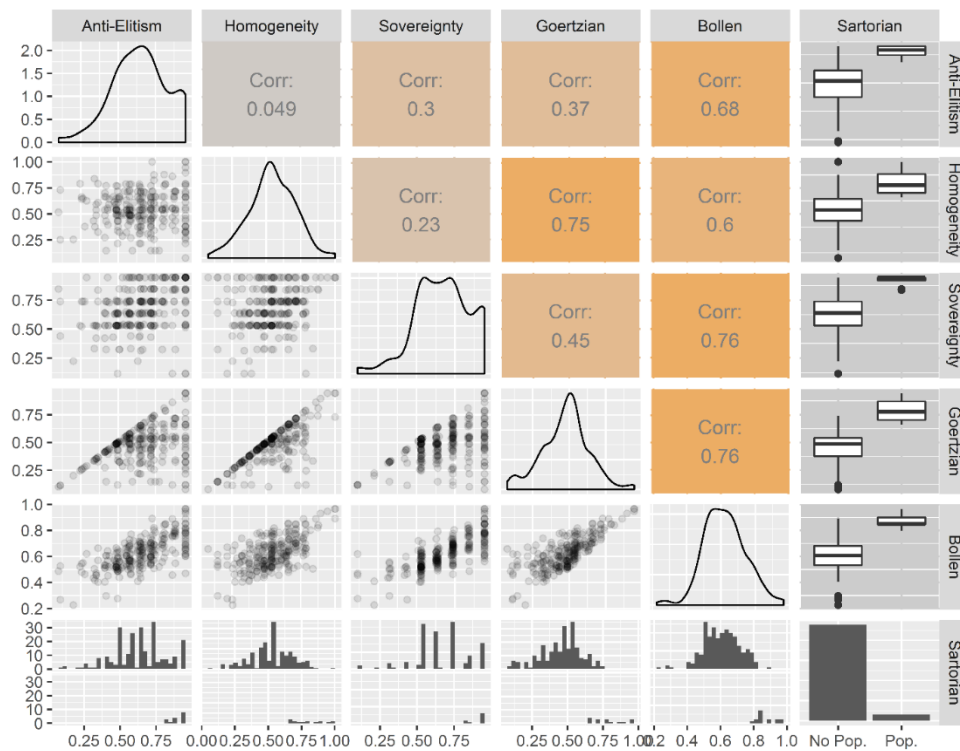 Anti-Elitism Homogeneity Sovereignty Goertzian Bollen Sartorian
2.0
1.5
1.0
0.5
0.0
Corr:
0.049
Corr:
0.3
Corr:
0.37
Corr:
0.68
Anti-Elitism
1.00
0.75
0.50
0.25
Corr:
0.23
Corr:
0.75
Corr:
0.6
Homogeneity
0.75
0.50
0.25
Corr:
0.45
Corr:
0.76
Sovereignty
0.75
0.50
0.25
Corr:
0.76
Goertzian
1.0
0.8
0.6
0.4
0.2
Bollen
30
20
10
0
30
20
10
0
Sartorian
0.25 0.50 0.75 0.00 0.25 0.50 0.75 1.00 0.25 0.50 0.75 0.25 0.50 0.75 0.2 0.4 0.6 0.8 1.0 No Pop. Pop.